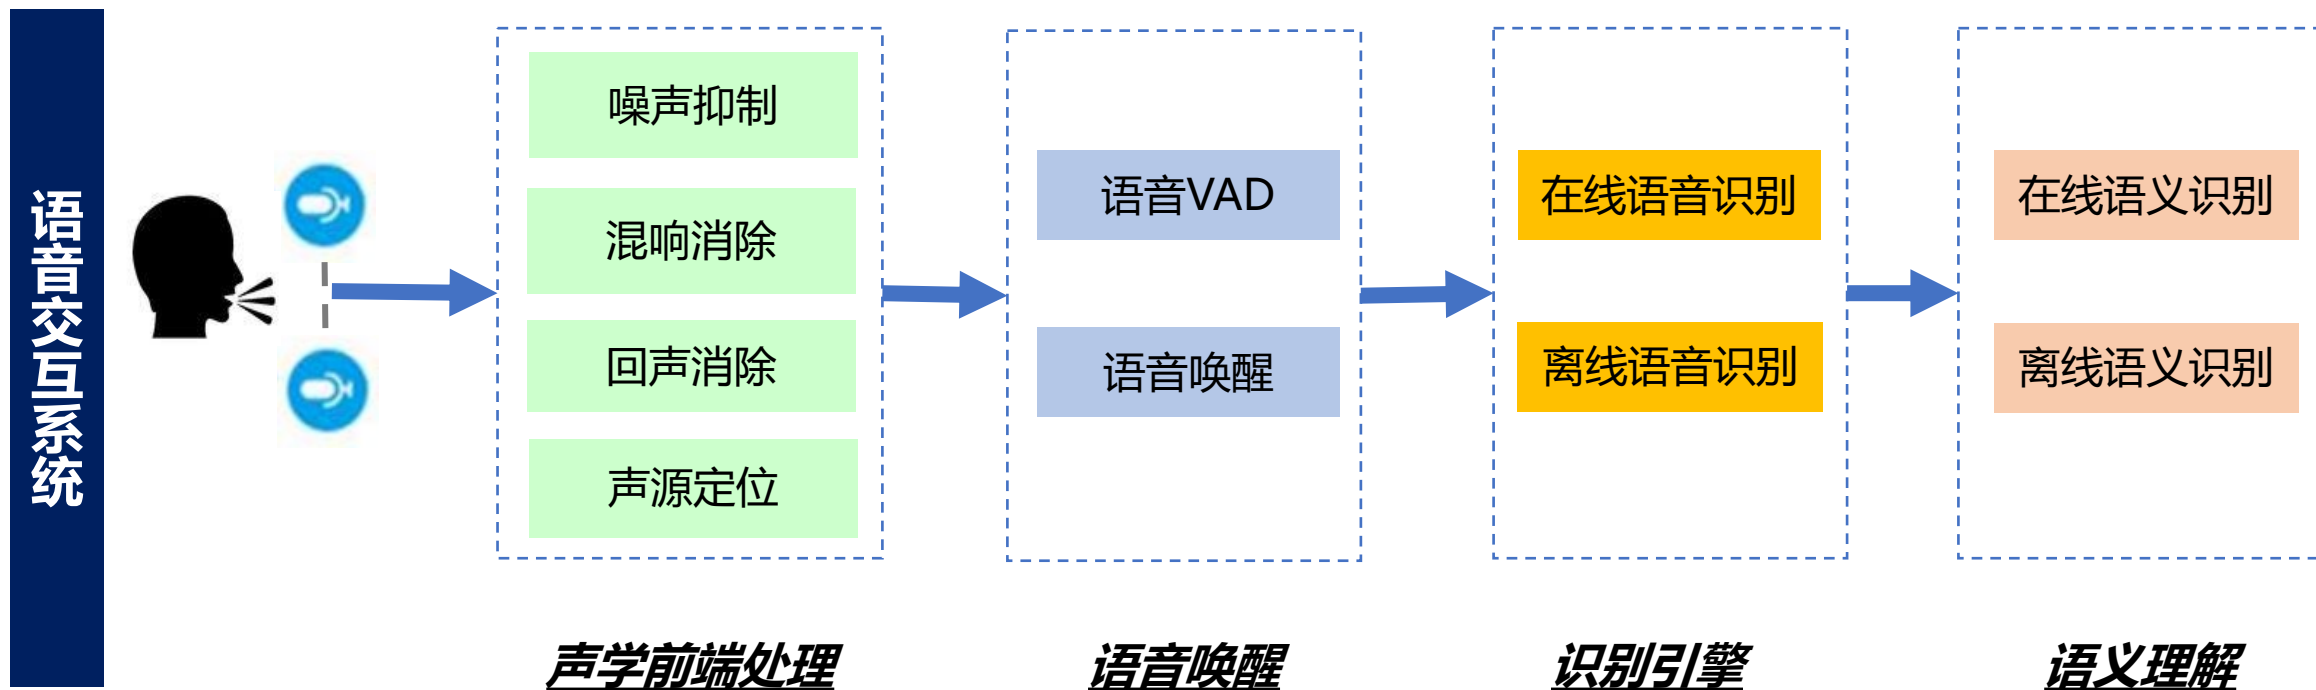 语音交互系统
噪声抑制
混响消除
回声消除
声源定位
声学前端处理
语音VAD
语音唤醒
语音唤醒
在线语音识别
离线语音识别
识别引擎
在线语义识别
离线语义识别
语义理解